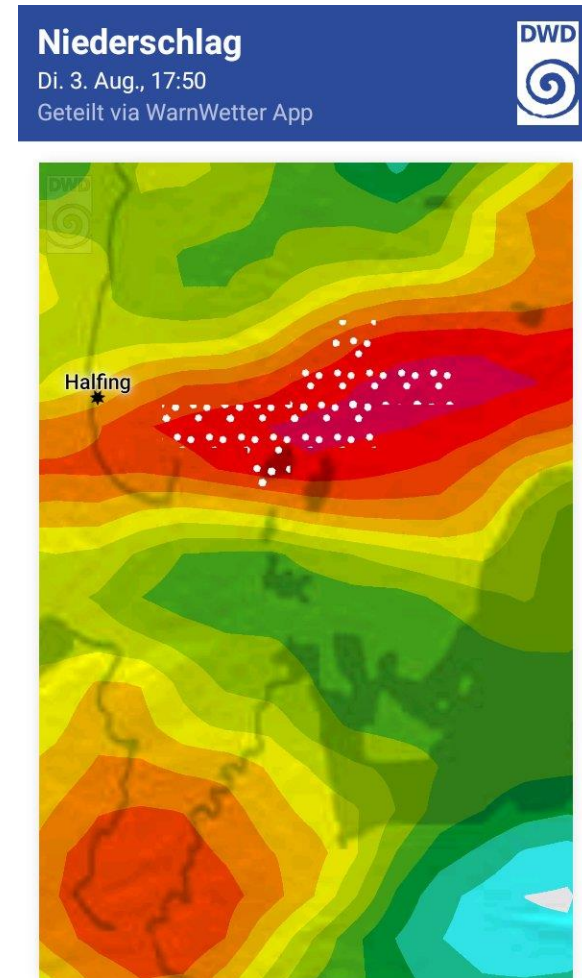 Niederschlag
DWD
Di. 3. Aug., 17:50
Geteilt via WarnWetter App
DWD
Halfing